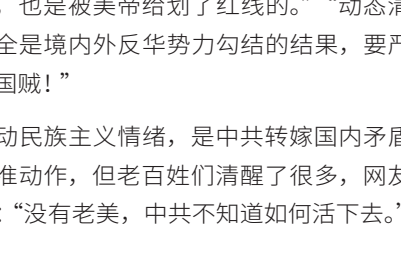 ，也是被美帝给划了红线的。”“动态清
全是境内外反华势力勾结的结果，要严
国贼！”
动民族主义情绪，是中共转嫁国内矛盾
准动作，但老百姓们清醒了很多，网友
：“没有老美，中共不知道如何活下去。”